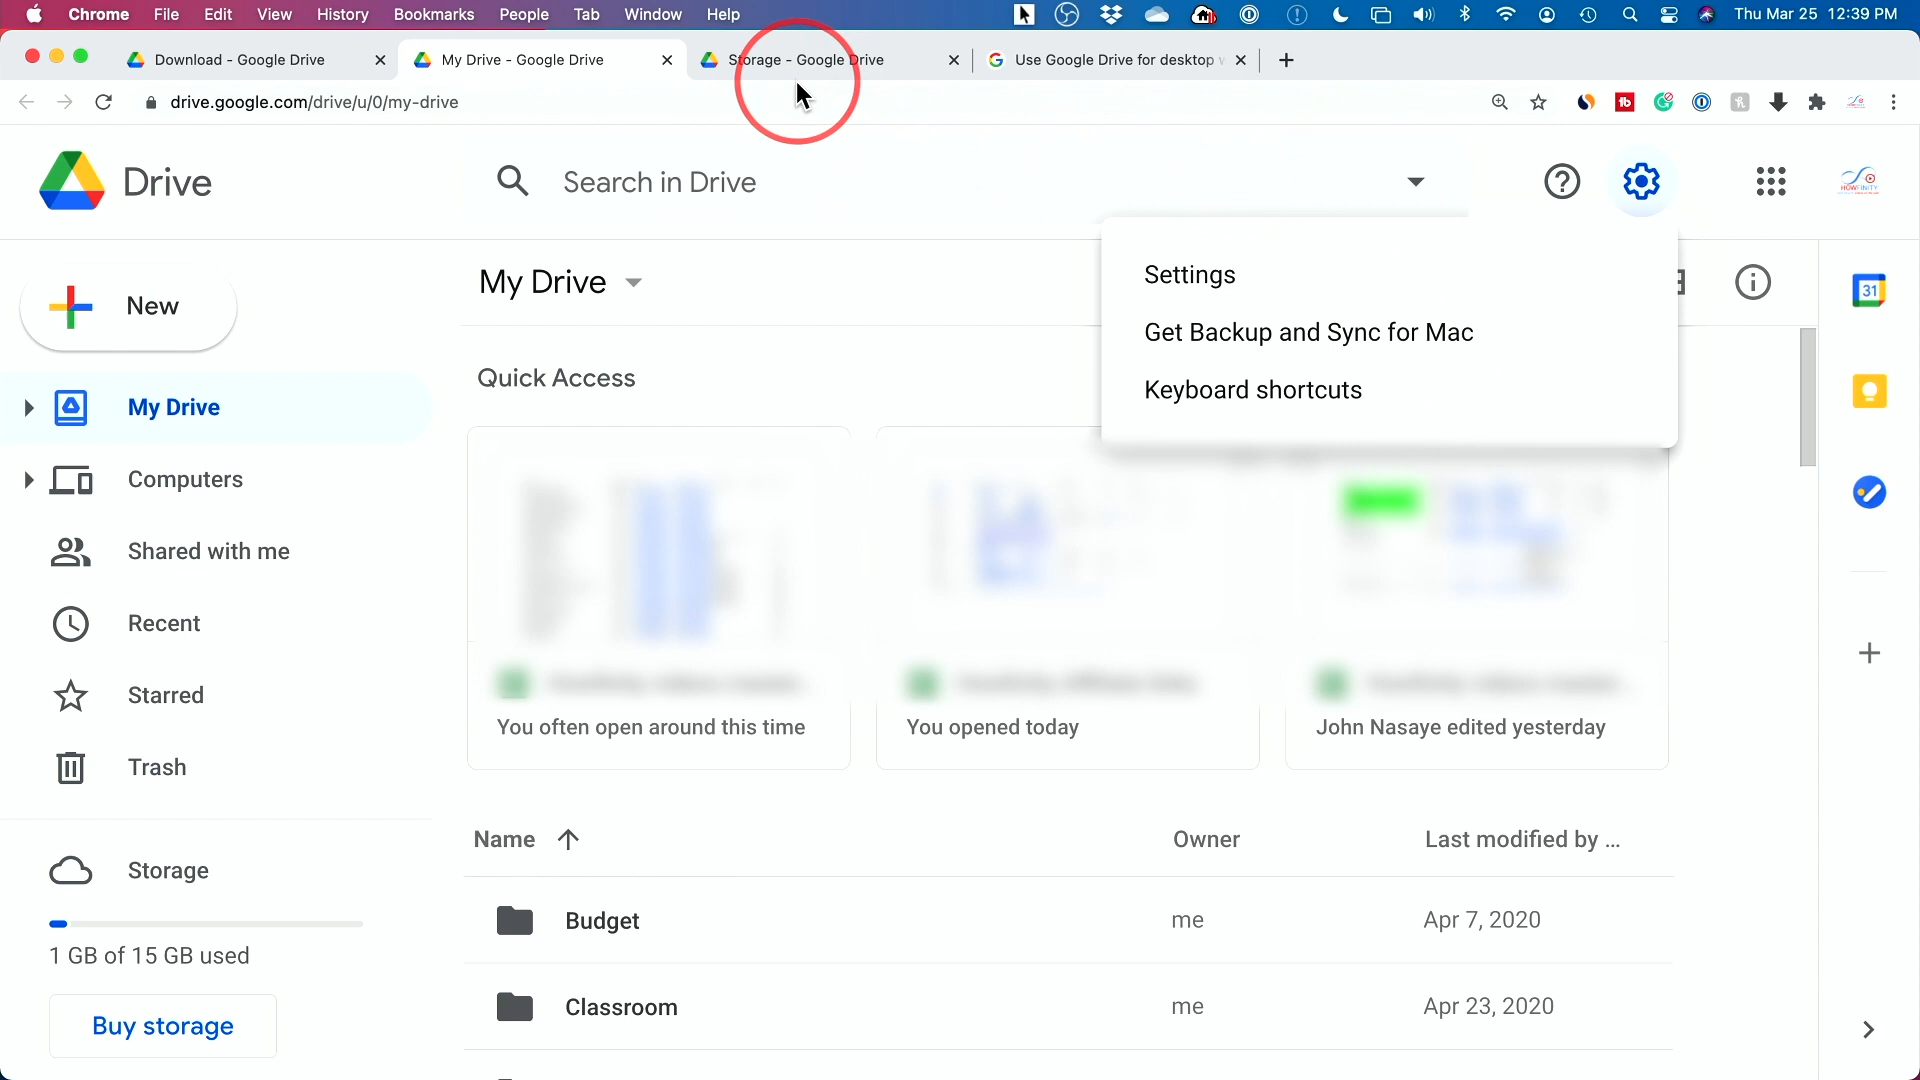 Chrome File Edit View History Bookmarks People Tab Window Help Thu Mar 25 12:39 PM
Download - Google Drive My Drive - Google Drive Storage - Google Drive Use Google Drive for desktop
drive.google.com/drive/u/0/my-drive
Drive Search in Drive
HOWFINITY
Settings
Get Backup and Sync for Mac
Keyboard shortcuts
New
My Drive
31
Quick Access
My Drive
Computers
Shared with me
Recent
Starred
Trash
You often open around this time
You opened today
John Nasaye edited yesterday
Storage
1 GB of 15 GB used
Buy storage
Name Owner Last modified by ...
Budget me Apr 7, 2020
Classroom me Apr 23, 2020